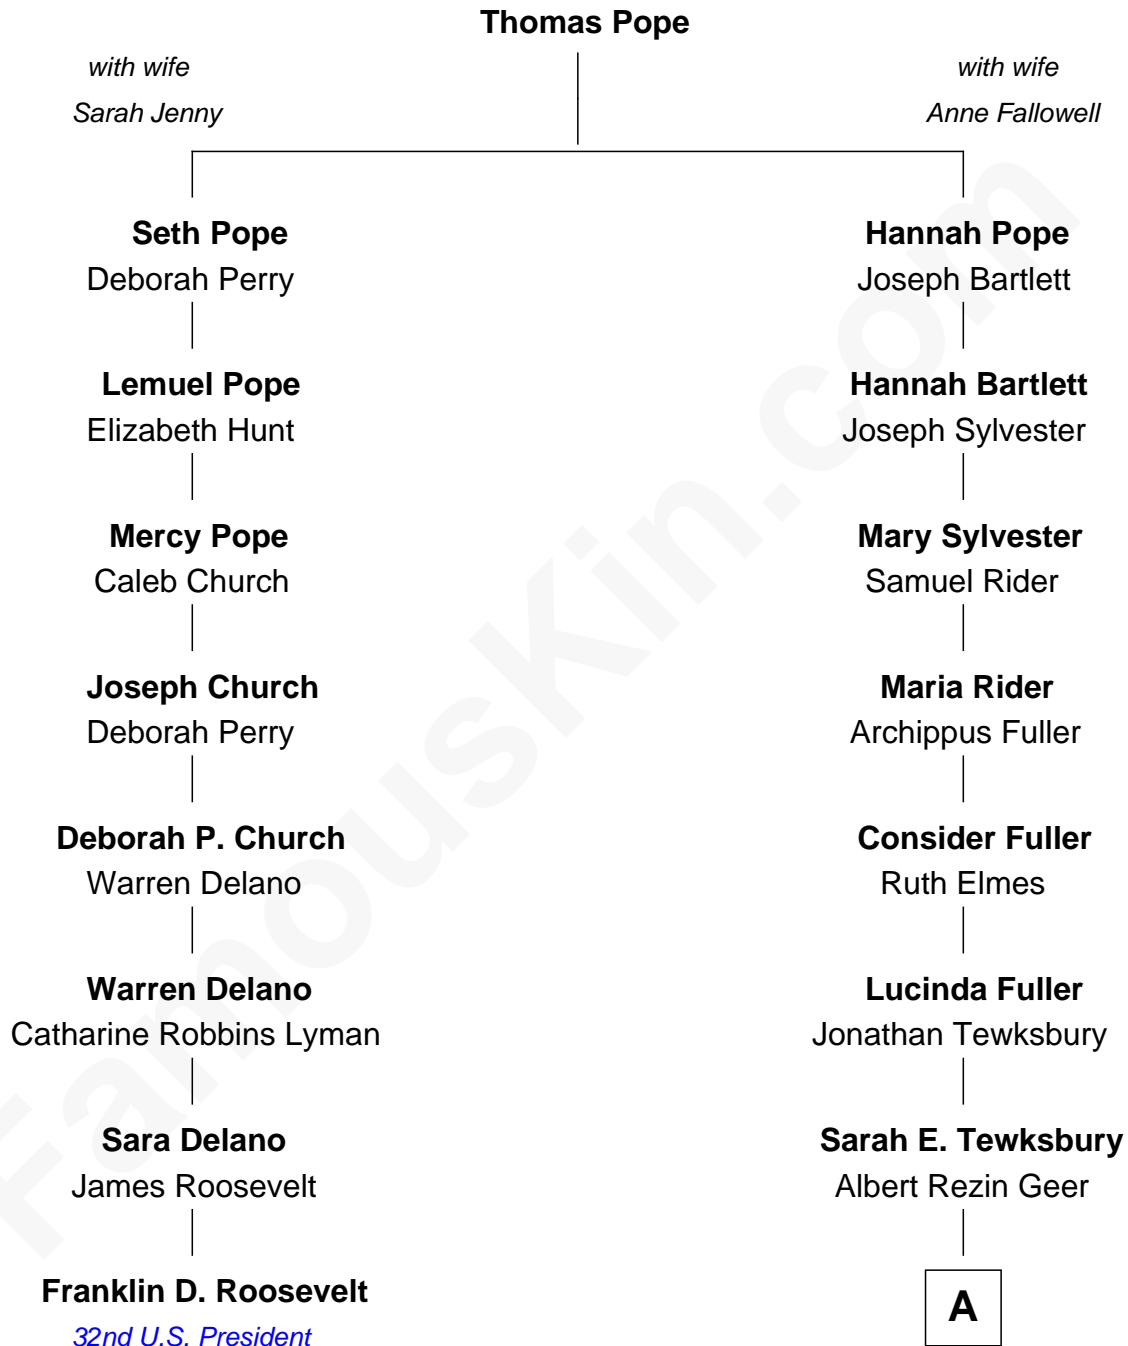 Thomas Pope
with wife
Sarah Jenny
with wife
Anne Fallowell
Seth Pope
Deborah Perry
Hannah Pope
Joseph Bartlett
Lemuel Pope
Elizabeth Hunt
Hannah Bartlett
Joseph Sylvester
Mercy Pope
Caleb Church
Mary Sylvester
Samuel Rider
Joseph Church
Deborah Perry
Maria Rider
Archippus Fuller
Deborah P. Church
Warren Delano
Consider Fuller
Ruth Elmes
Warren Delano
Catharine Robbins Lyman
Lucinda Fuller
Jonathan Tewksbury
Sara Delano
James Roosevelt
Sarah E. Tewksbury
Albert Rezin Geer
Franklin D. Roosevelt
32nd U.S. President
A
FamousKin.com